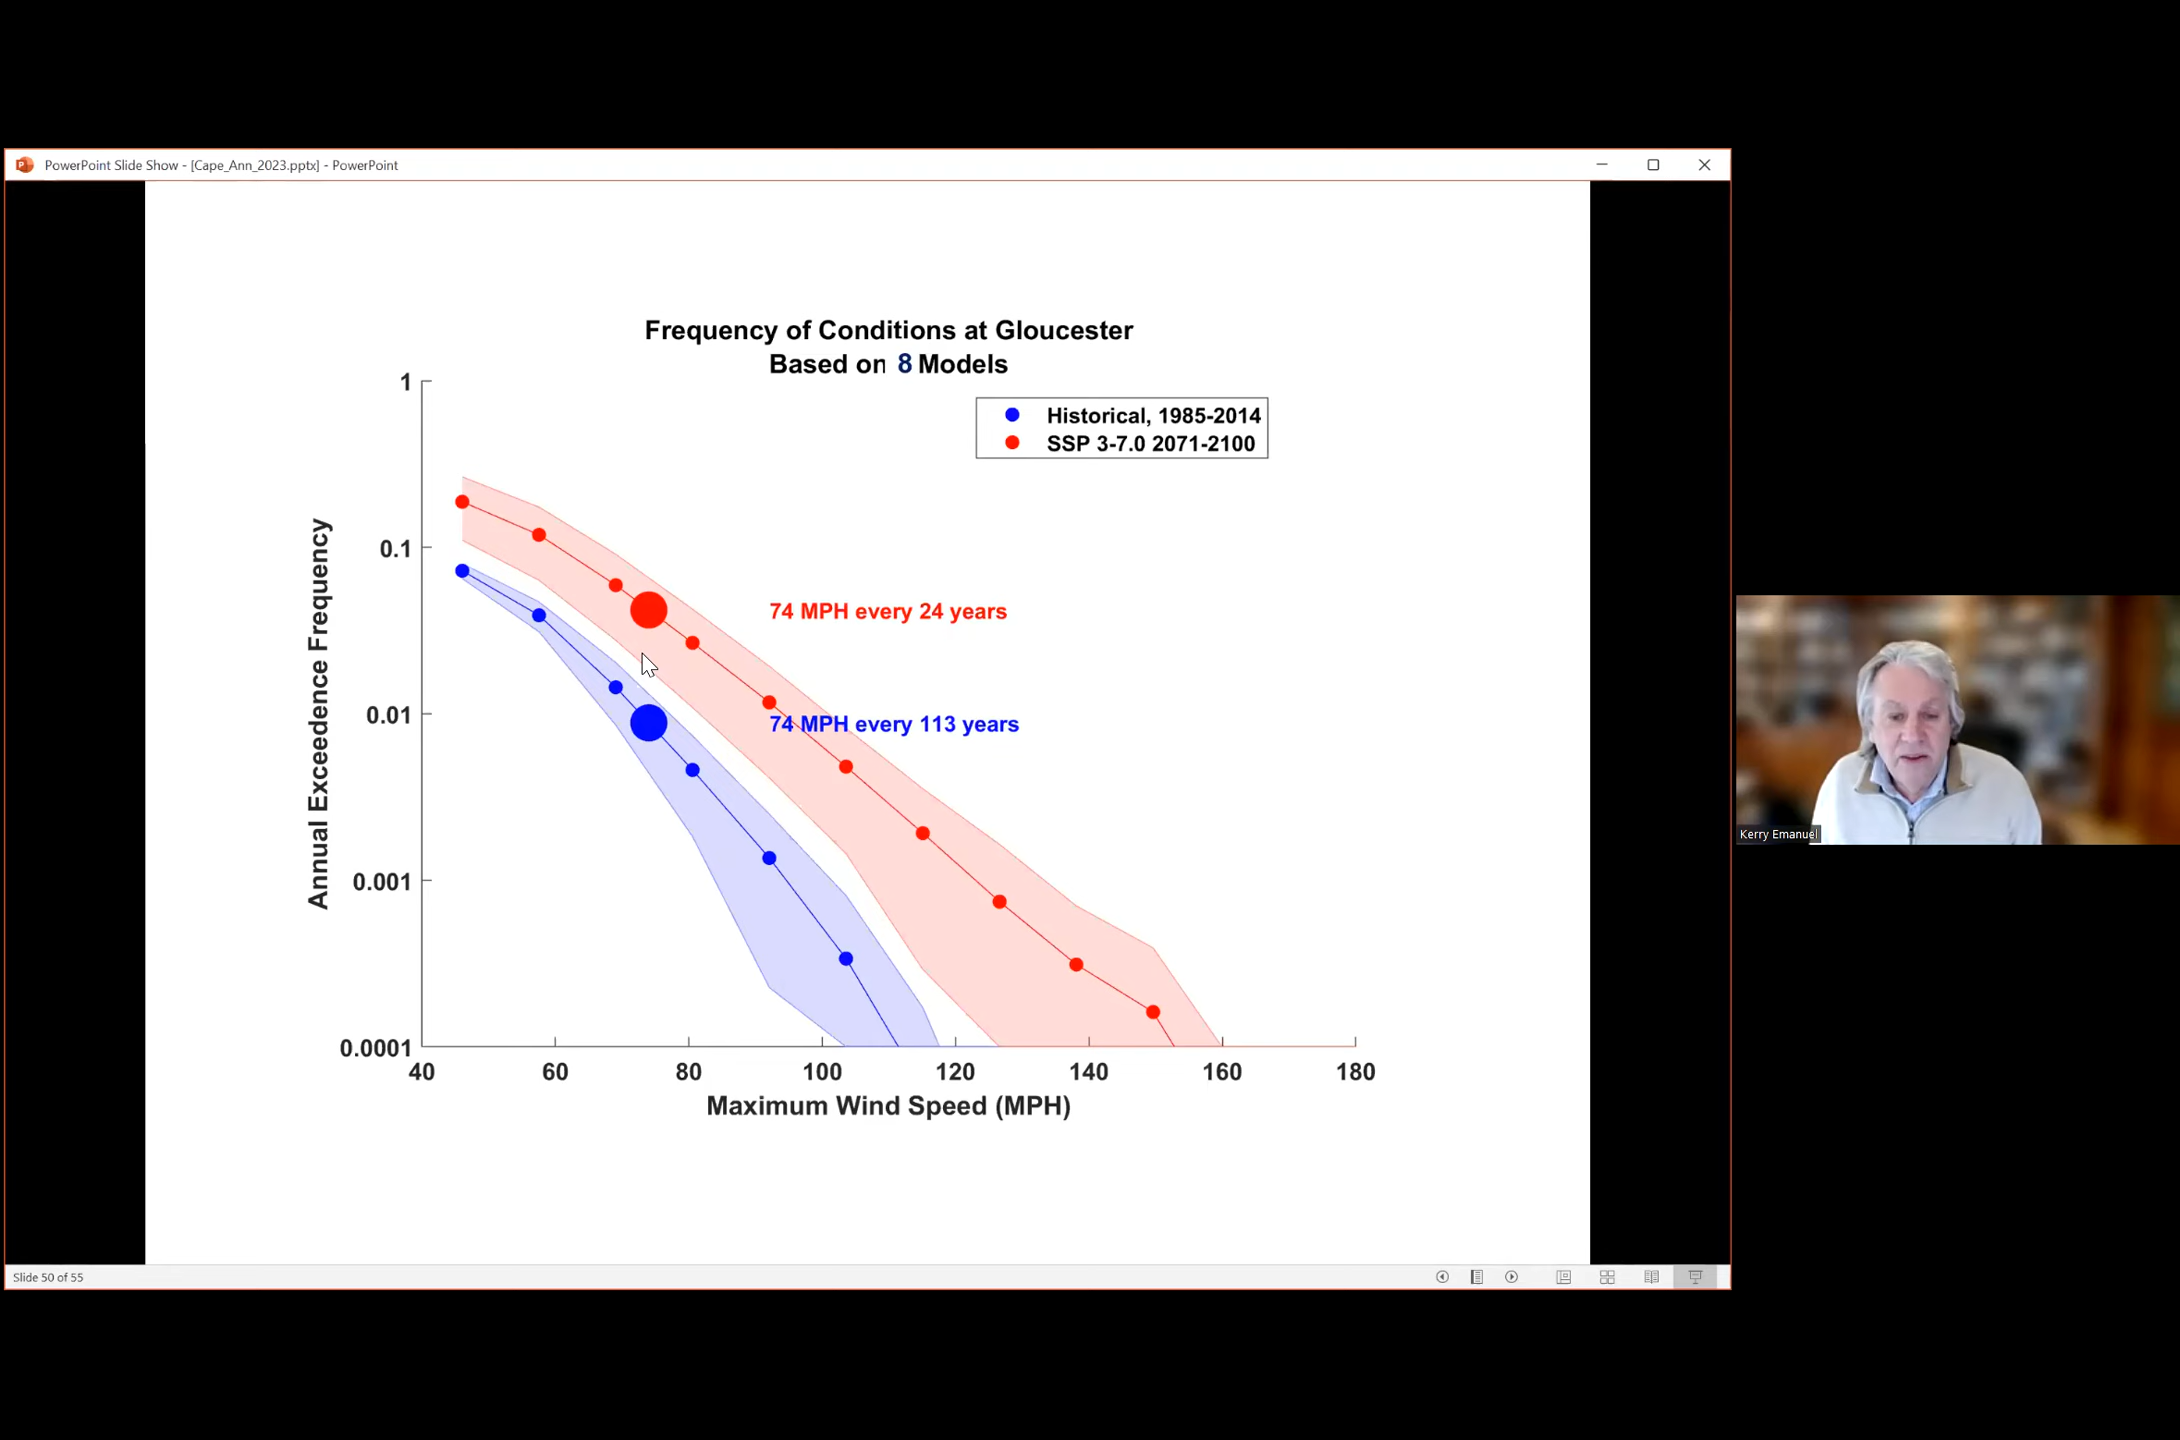 PowerPoint Slide Show - [Cape_Ann_2023.pptx] - PowerPoint
Frequency of Conditions at Gloucester
Based on 8 Models
Historical, 1985-2014
SSP 3-7.0 2071-2100
Annual Exceedence Frequency
1
0.1
0.01
0.001
0.0001
74 MPH every 24 years
74 MPH every 113 years
40 60 80 100 120 140 160 180
Maximum Wind Speed (MPH)
Kerry Emanuel
Slide 50 of 55